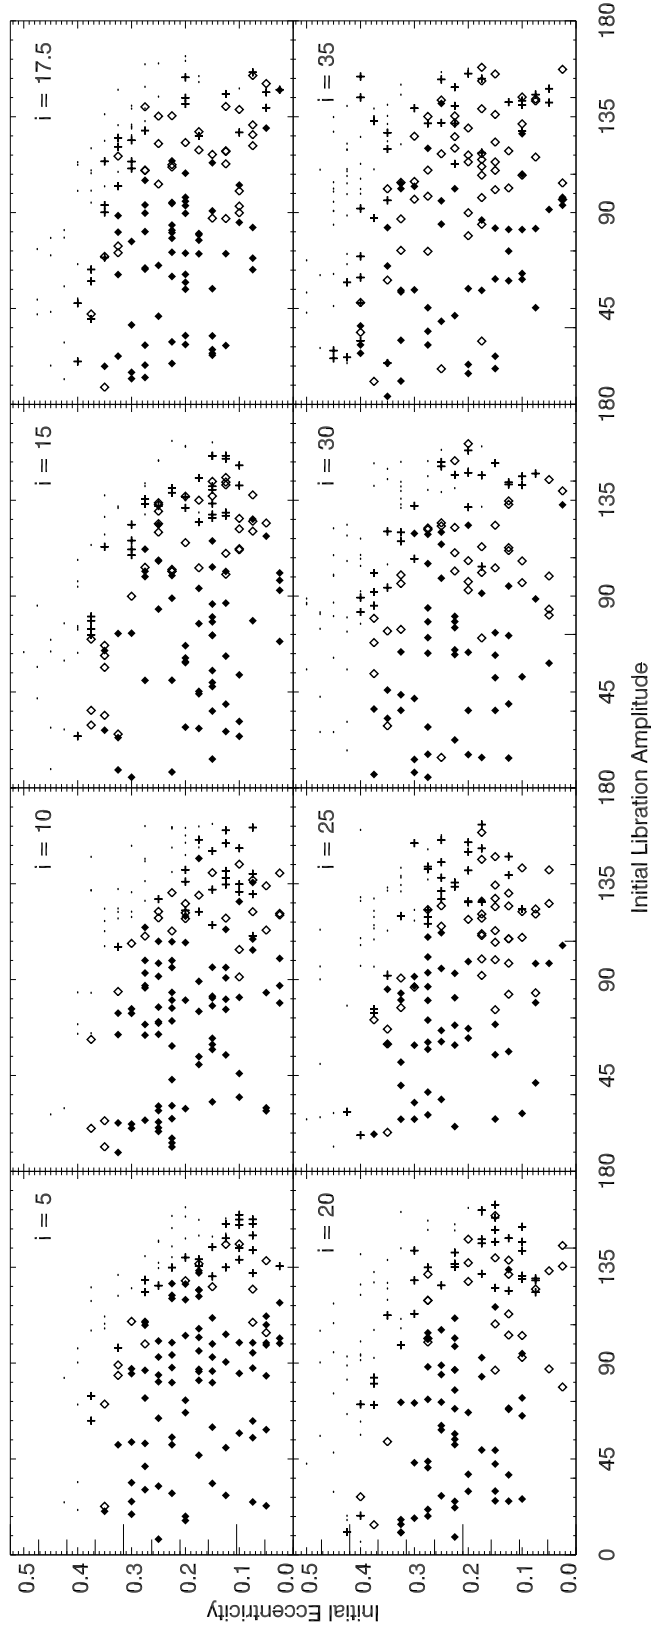 i = 5
i = 10
i = 15
i = 17.5
0.5
0.4
0.3
0.2
0.1
0.0
Initial Eccentricity
i = 20
i = 25
i = 30
i = 35
0.5
0.4
0.3
0.2
0.1
0.0
0 45 90 135 180 45 90 135 180 45 90 135 180 45 90 135 180
Initial Libration Amplitude